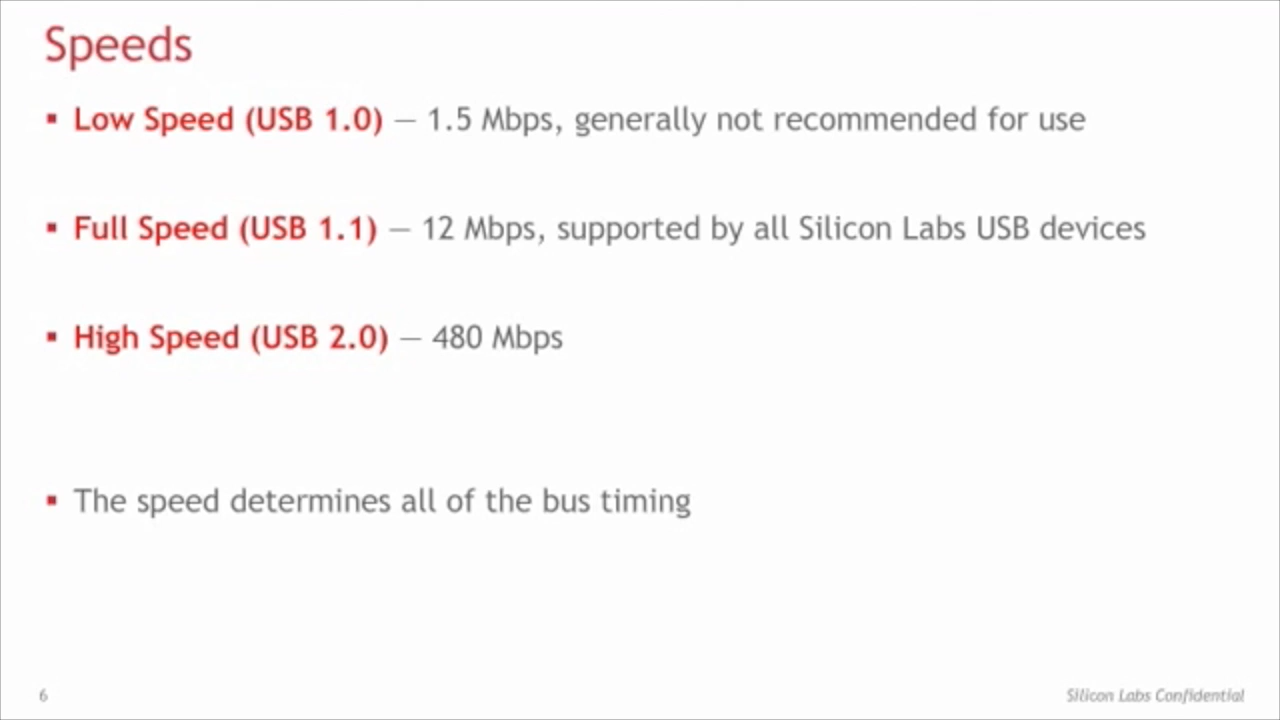 Speeds
▪ Low Speed (USB 1.0) — 1.5 Mbps, generally not recommended for use
▪ Full Speed (USB 1.1) — 12 Mbps, supported by all Silicon Labs USB devices
▪ High Speed (USB 2.0) — 480 Mbps
▪ The speed determines all of the bus timing
6
Silicon Labs Confidential